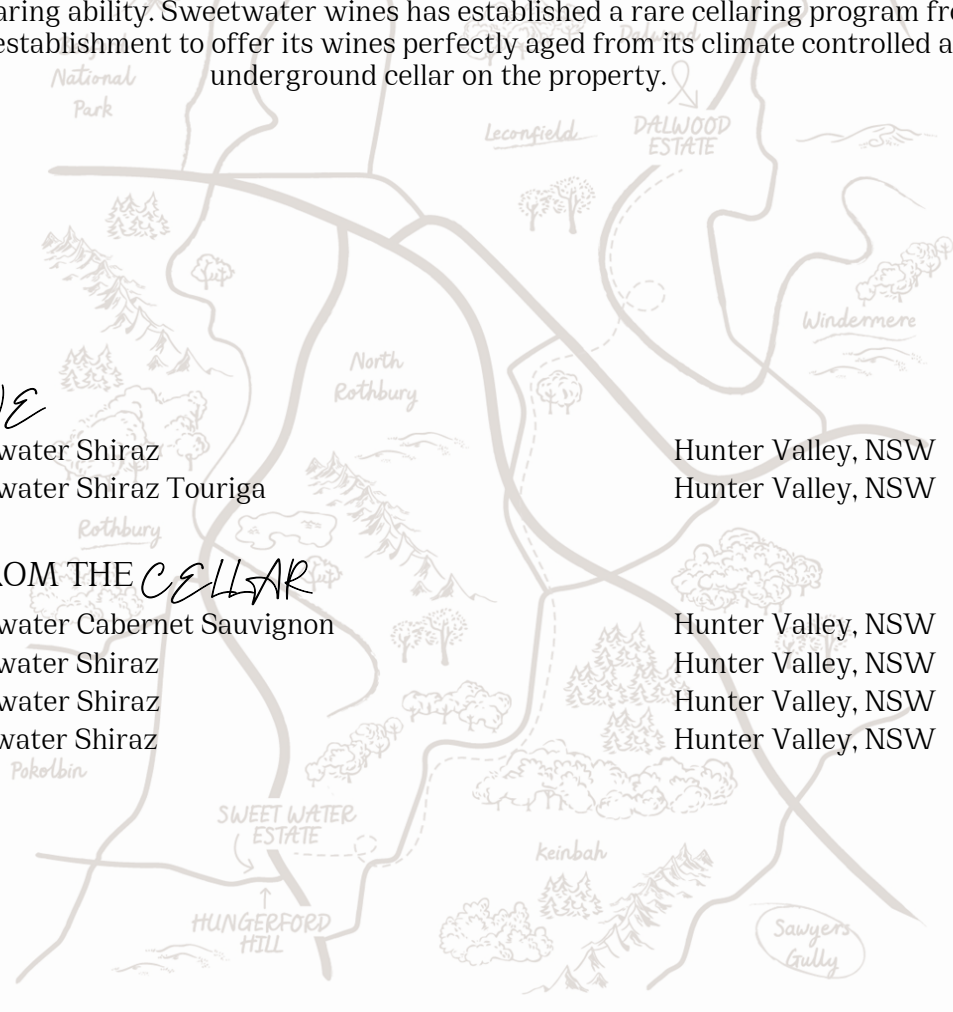 aring ability. Sweetwater wines has established a rare cellaring program fro
establishment to offer its wines perfectly aged from its climate controlled a
underground cellar on the property.
National
Park
Leconfield
DALWOOD
ESTATE
Windermere
North
Rothbury
NE
water Shiraz Hunter Valley, NSW
water Shiraz Touriga Hunter Valley, NSW
Rothbury
OM THE CELLAR
water Cabernet Sauvignon Hunter Valley, NSW
water Shiraz Hunter Valley, NSW
water Shiraz Hunter Valley, NSW
water Shiraz Hunter Valley, NSW
Pokolbin
SWEET WATER
ESTATE
Keinbah
HUNGERFORD
HILL
Sawyers
Gully